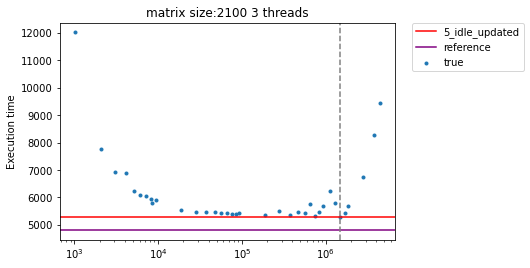 matrix size:2100 3 threads
Execution time
12000
11000
10000
9000
8000
7000
6000
5000
10³
10⁴
10⁵
10⁶
5_idle_updated
reference
true